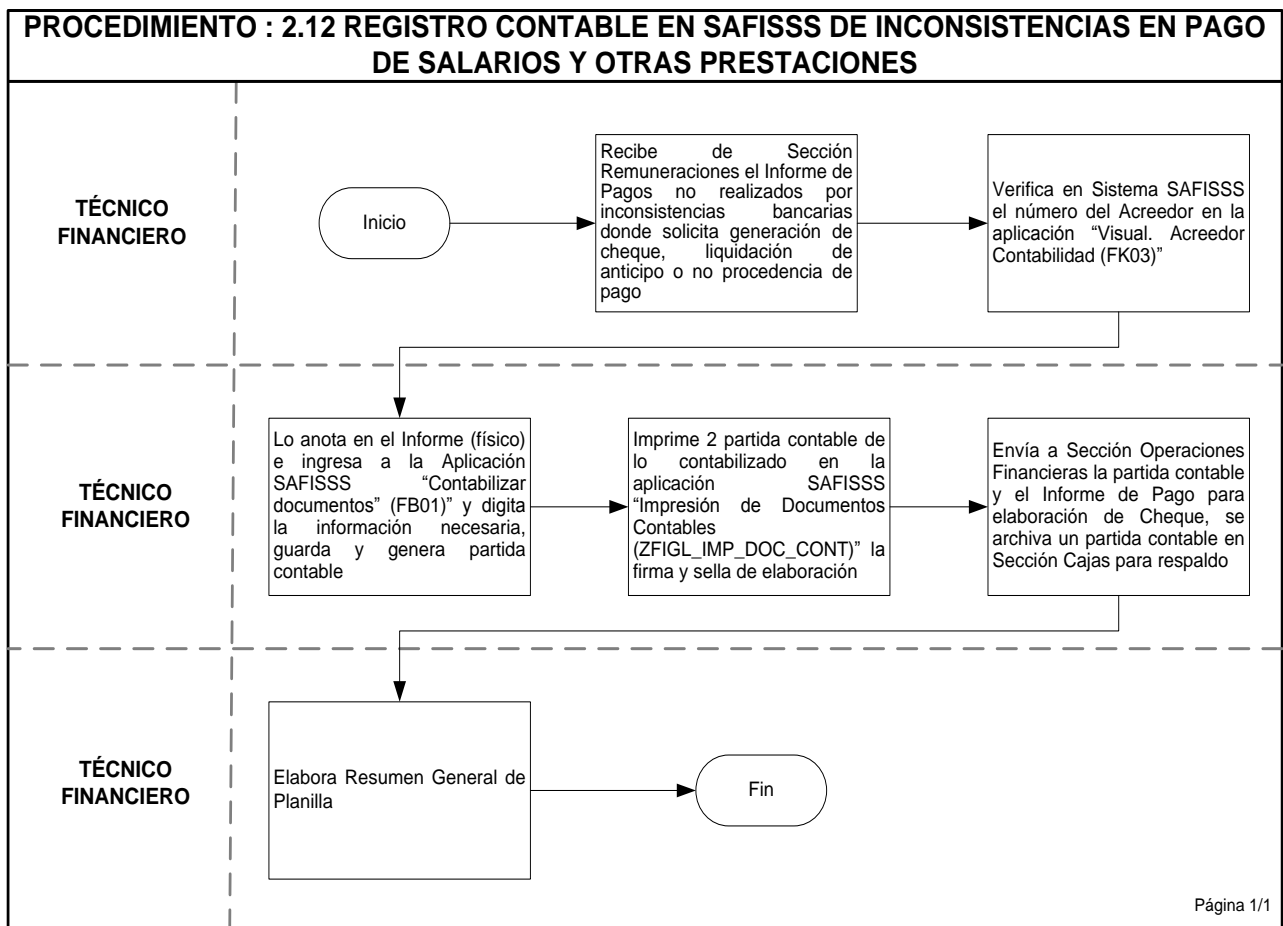 PROCEDIMIENTO : 2.12 REGISTRO CONTABLE EN SAFISSS DE INCONSISTENCIAS EN PAGO
DE SALARIOS Y OTRAS PRESTACIONES
TÉCNICO
FINANCIERO
Inicio
Recibe de Sección
Remuneraciones el Informe de
Pagos no realizados por
inconsistencias bancarias
donde solicita generación de
cheque, liquidación de
anticipo o no procedencia de
pago
Verifica en Sistema SAFISSS
el número del Acreedor en la
aplicación “Visual. Acreedor
Contabilidad (FK03)”
TÉCNICO
FINANCIERO
Lo anota en el Informe (físico)
e ingresa a la Aplicación
SAFISSS “Contabilizar
documentos” (FB01)” y digita
la información necesaria,
guarda y genera partida
contable
Imprime 2 partida contable de
lo contabilizado en la
aplicación SAFISSS
“Impresión de Documentos
Contables
(ZFIGL_IMP_DOC_CONT)” la
firma y sella de elaboración
Envía a Sección Operaciones
Financieras la partida contable
y el Informe de Pago para
elaboración de Cheque, se
archiva un partida contable en
Sección Cajas para respaldo
TÉCNICO
FINANCIERO
Elabora Resumen General de
Planilla
Fin
Página 1/1